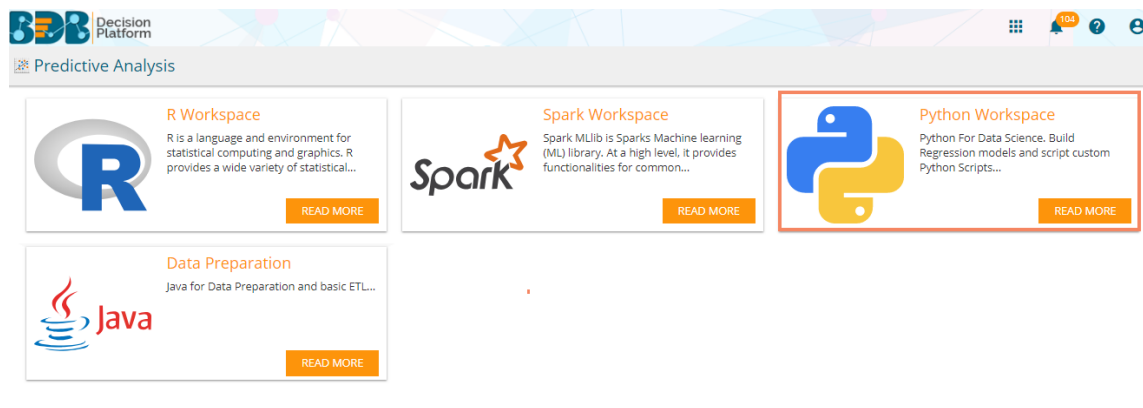 BDB Decision
Platform
104
Predictive Analysis
R Workspace
R is a language and environment for
statistical computing and graphics. R
provides a wide variety of statistical...
READ MORE
R
Spark Workspace
Spark MLlib is Sparks Machine learning
(ML) library. At a high level, it provides
functionalities for common...
READ MORE
Spark
Python Workspace
Python For Data Science. Build
Regression models and script custom
Python Scripts...
READ MORE
Data Preparation
Java for Data Preparation and basic ETL...
Java
READ MORE